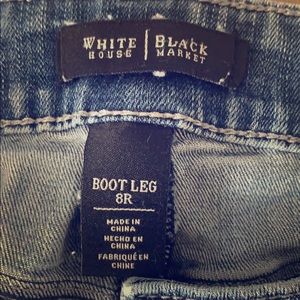 WHITE | BLACK
HOUSE | MARKET
BOOT LEG
8R
MADE IN
CHINA
HECHO EN
CHINA
FABRIQUÉ EN
CHINE